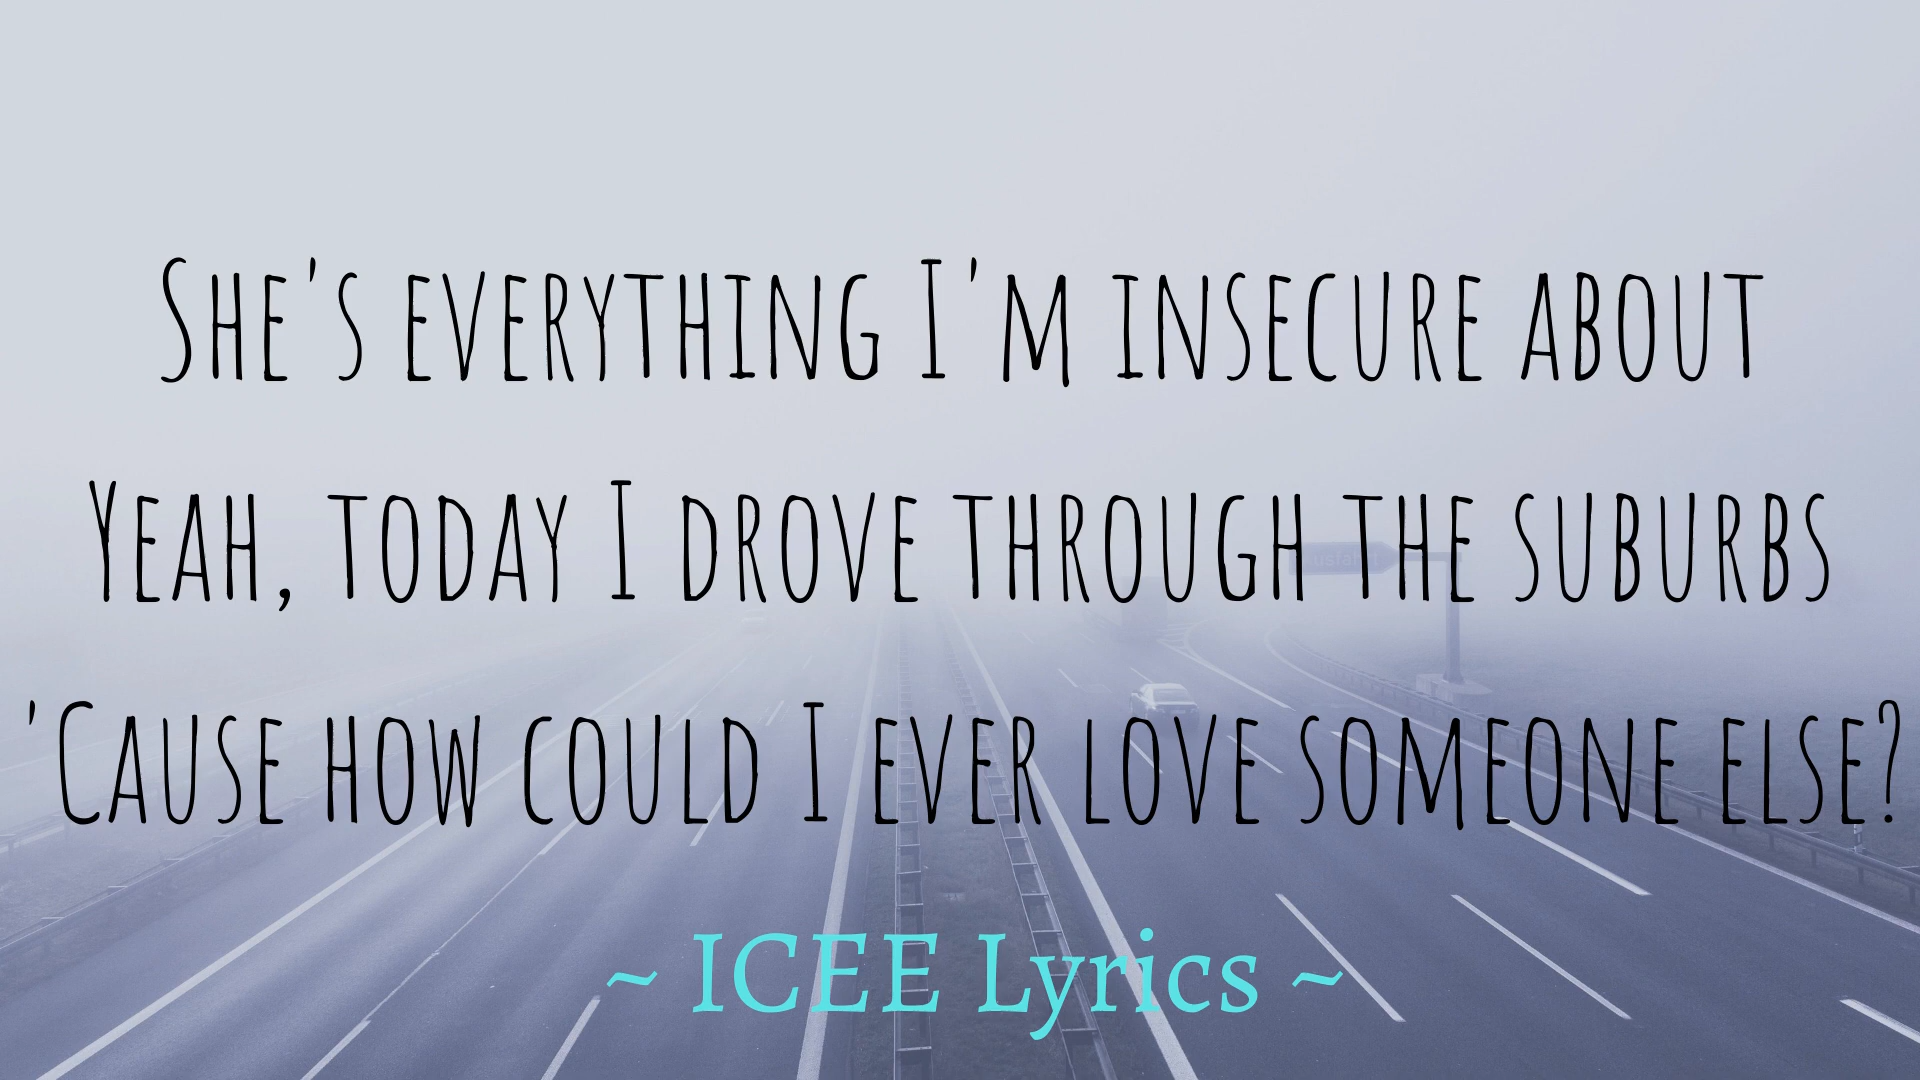 She's everything I'm insecure about
Yeah, today I drove through the suburbs
'Cause how could I ever love someone else?
~ ICEE Lyrics ~